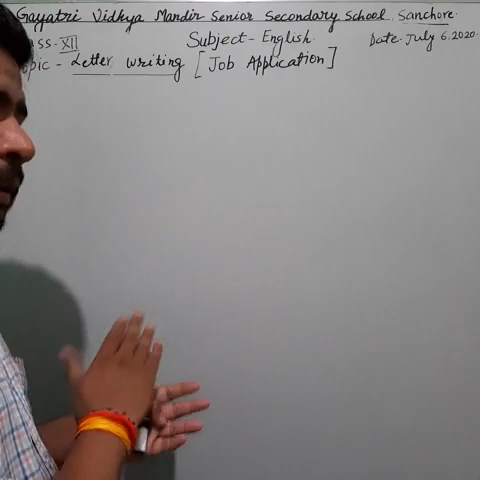 Gayatri Vidhya Mandir Senior Secondary School, Sanchore.
ss - XII Subject - English. Date. July 6, 2020.
pic - Letter Writing [Job Application]